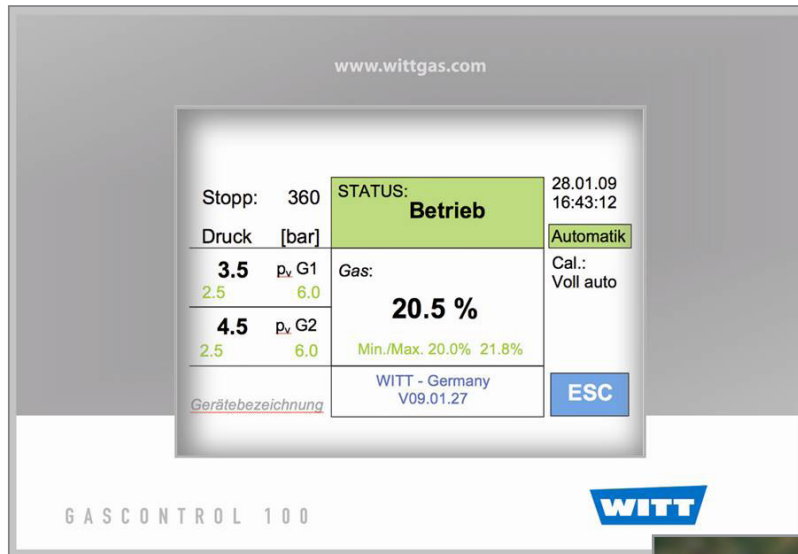 www.wittgas.com
Stopp: 360
Druck [bar]
3.5 pv G1
2.5 6.0
4.5 pv G2
2.5 6.0
Gerätebezeichnung
STATUS:
Betrieb
Gas:
20.5 %
Min./Max. 20.0% 21.8%
WITT - Germany
V09.01.27
28.01.09
16:43:12
Automatik
Cal.:
Voll auto
ESC
GASCONTROL 100
WITT